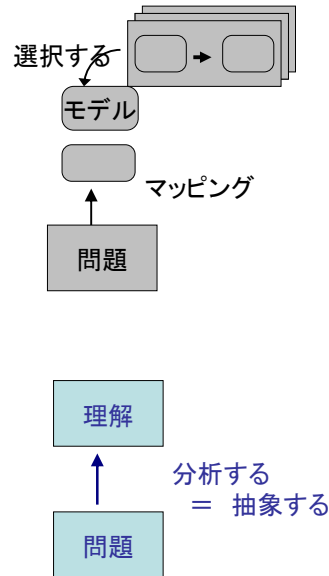 選択する
モデル
マッピング
問題
理解
分析する
＝ 抽象する
問題